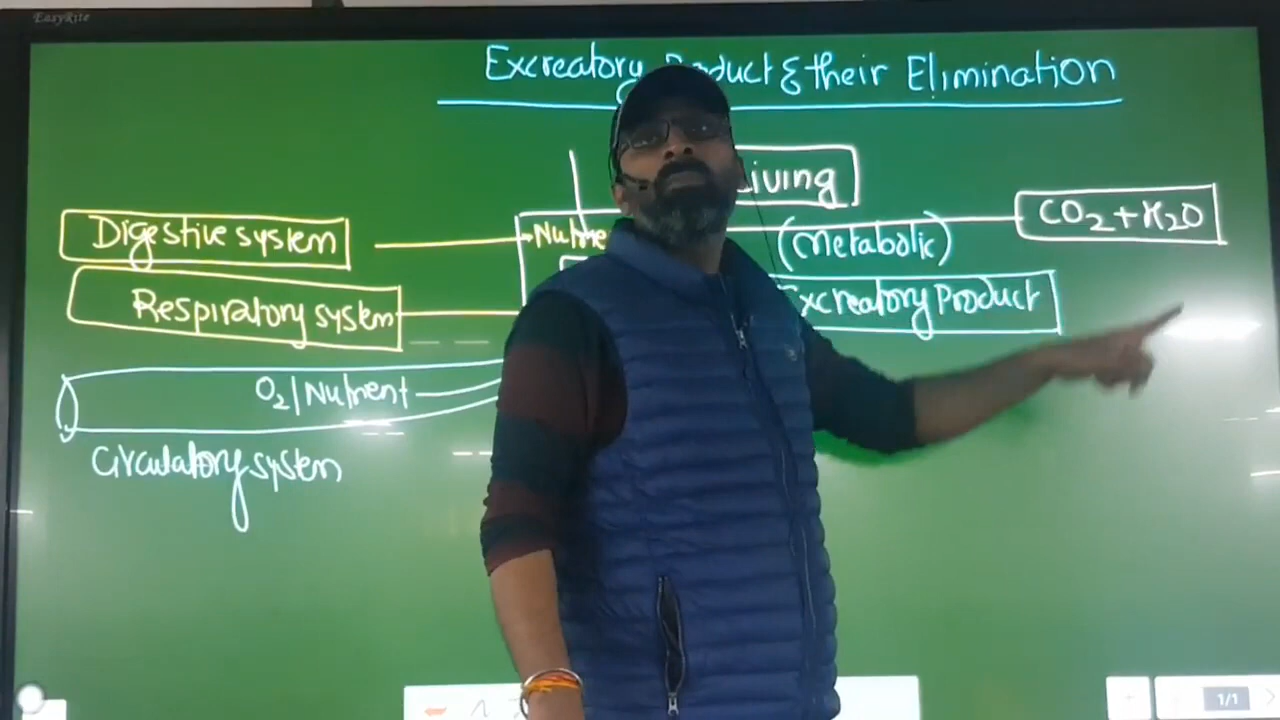 EasyRite
Excreatory Product & their Elimination
iving
Digestive system
CO2 + H2O
(Metabolic)
Respiratory system
xcreatory Product
O2/Nutrient
Circulatory system
1/1